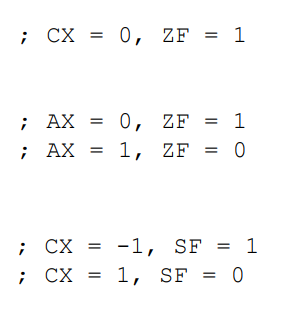 ; CX = 0, ZF = 1
; AX = 0, ZF = 1
; AX = 1, ZF = 0
; CX = -1, SF = 1
; CX = 1, SF = 0